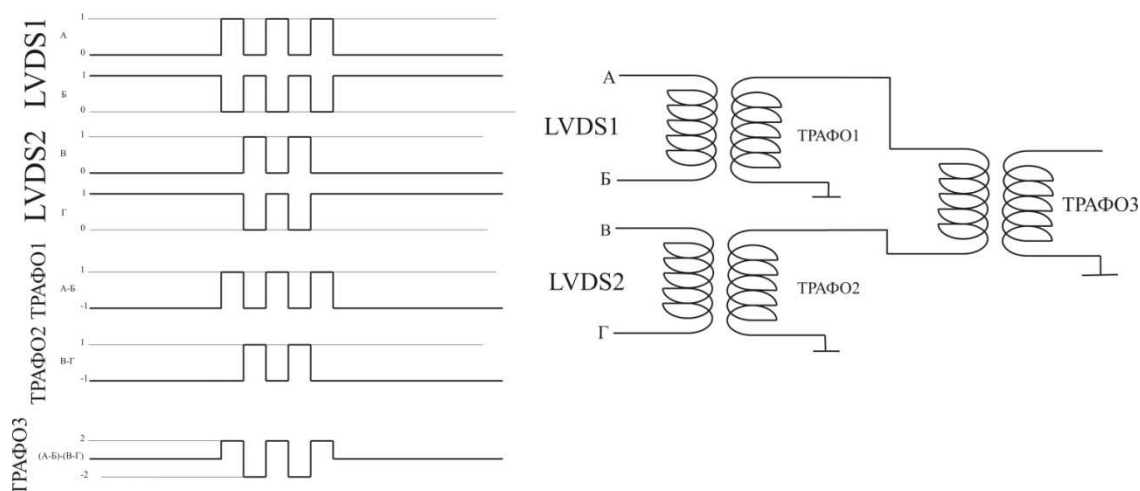 LVDS1
1
А
0
1
Б
0
LVDS2
1
В
0
1
Г
0
ТРАФО1
1
А-Б
-1
ТРАФО2
1
В-Г
-1
ТРАФО3
2
(А-Б)-(В-Г)
-2
А
LVDS1
ТРАФО1
Б
В
LVDS2
ТРАФО2
Г
ТРАФО3